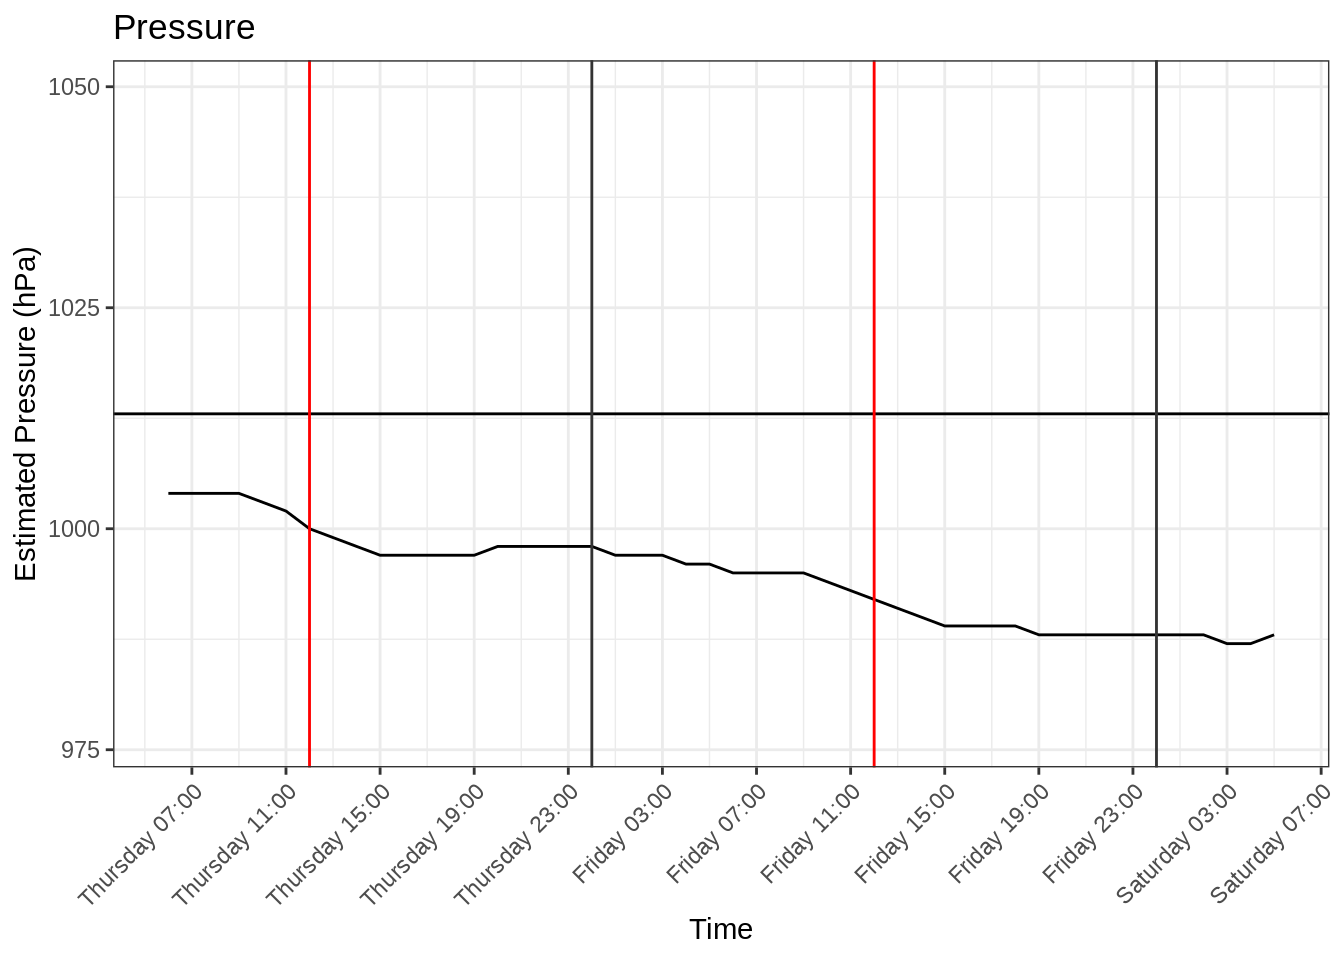 Pressure
Estimated Pressure (hPa)
1050
1025
1000
975
Thursday 07:00
Thursday 11:00
Thursday 15:00
Thursday 19:00
Thursday 23:00
Friday 03:00
Friday 07:00
Friday 11:00
Friday 15:00
Friday 19:00
Friday 23:00
Saturday 03:00
Saturday 07:00
Time